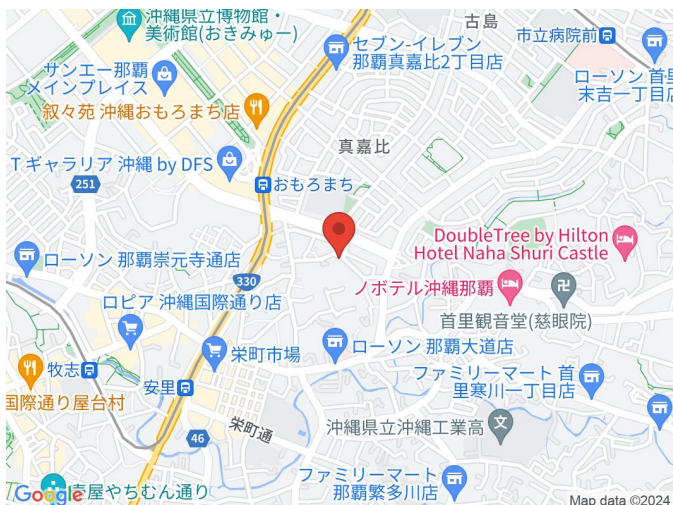 沖縄県立博物館・
美術館(おきみゅー)
古島
市立病院前
セブン-イレブン
那覇真嘉比2丁目店
サンエー那覇
メインプレイス
ローソン 首里
末吉一丁目店
叙々苑 沖縄おもろまち店
真嘉比
Tギャラリア 沖縄 by DFS
251
おもろまち
DoubleTree by Hilton
Hotel Naha Shuri Castle
ローソン 那覇崇元寺通店
330
ノボテル沖縄那覇
ロピア 沖縄国際通り店
首里観音堂(慈眼院)
栄町市場
ローソン 那覇大道店
牧志
安里
ファミリーマート 首
里寒川一丁目店
国際通り屋台村
栄町通
46
沖縄県立沖縄工業高
ファミリーマート
那覇繁多川店
Google
屋やちむん通り
Map data ©2024